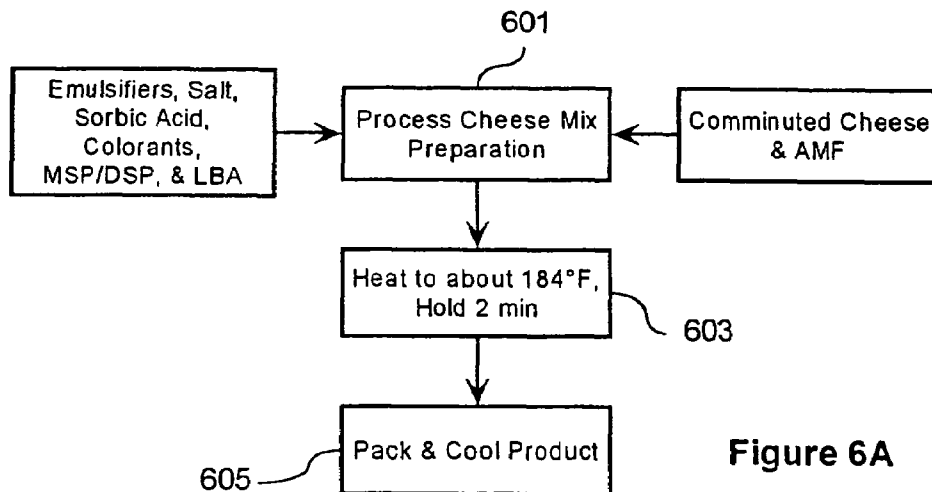 601
Emulsifiers, Salt,
Sorbic Acid,
Colorants,
MSP/DSP, & LBA
Process Cheese Mix
Preparation
Comminuted Cheese
& AMF
Heat to about 184°F,
Hold 2 min
603
Pack & Cool Product
605
Figure 6A